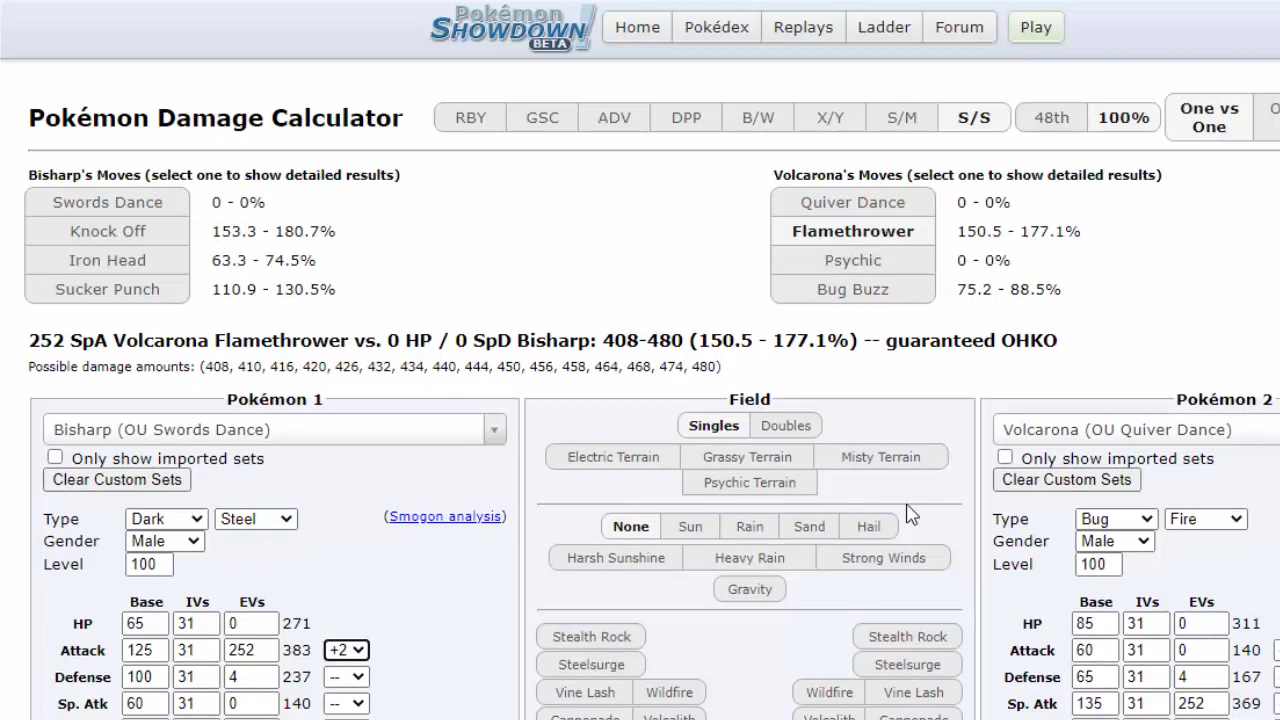 Pokémon
SHOWDOWN!
BETA
Home Pokédex Replays Ladder Forum Play
Pokémon Damage Calculator
RBY GSC ADV DPP B/W X/Y S/M S/S 48th 100% One vs
One
Bisharp's Moves (select one to show detailed results)
Swords Dance 0 - 0%
Knock Off 153.3 - 180.7%
Iron Head 63.3 - 74.5%
Sucker Punch 110.9 - 130.5%
Volcarona's Moves (select one to show detailed results)
Quiver Dance 0 - 0%
Flamethrower 150.5 - 177.1%
Psychic 0 - 0%
Bug Buzz 75.2 - 88.5%
252 SpA Volcarona Flamethrower vs. 0 HP / 0 SpD Bisharp: 408-480 (150.5 - 177.1%) -- guaranteed OHKO
Possible damage amounts: (408, 410, 416, 420, 426, 432, 434, 440, 444, 450, 456, 458, 464, 468, 474, 480)
Pokémon 1
Bisharp (OU Swords Dance)
Only show imported sets
Clear Custom Sets
Type Dark Steel (Smogon analysis)
Gender Male
Level 100
Base IVs EVs
HP 65 31 0 271
Attack 125 31 252 383 +2
Defense 100 31 4 237 --
Sp. Atk 60 31 0 140 --
Field
Singles Doubles
Electric Terrain Grassy Terrain Misty Terrain
Psychic Terrain
None Sun Rain Sand Hail
Harsh Sunshine Heavy Rain Strong Winds
Gravity
Stealth Rock Stealth Rock
Steelsurge Steelsurge
Vine Lash Wildfire Wildfire Vine Lash
Cannonade Volcalith Volcalith Cannonade
Pokémon 2
Volcarona (OU Quiver Dance)
Only show imported sets
Clear Custom Sets
Type Bug Fire
Gender Male
Level 100
Base IVs EVs
HP 85 31 0 311
Attack 60 31 0 140
Defense 65 31 4 167
Sp. Atk 135 31 252 369